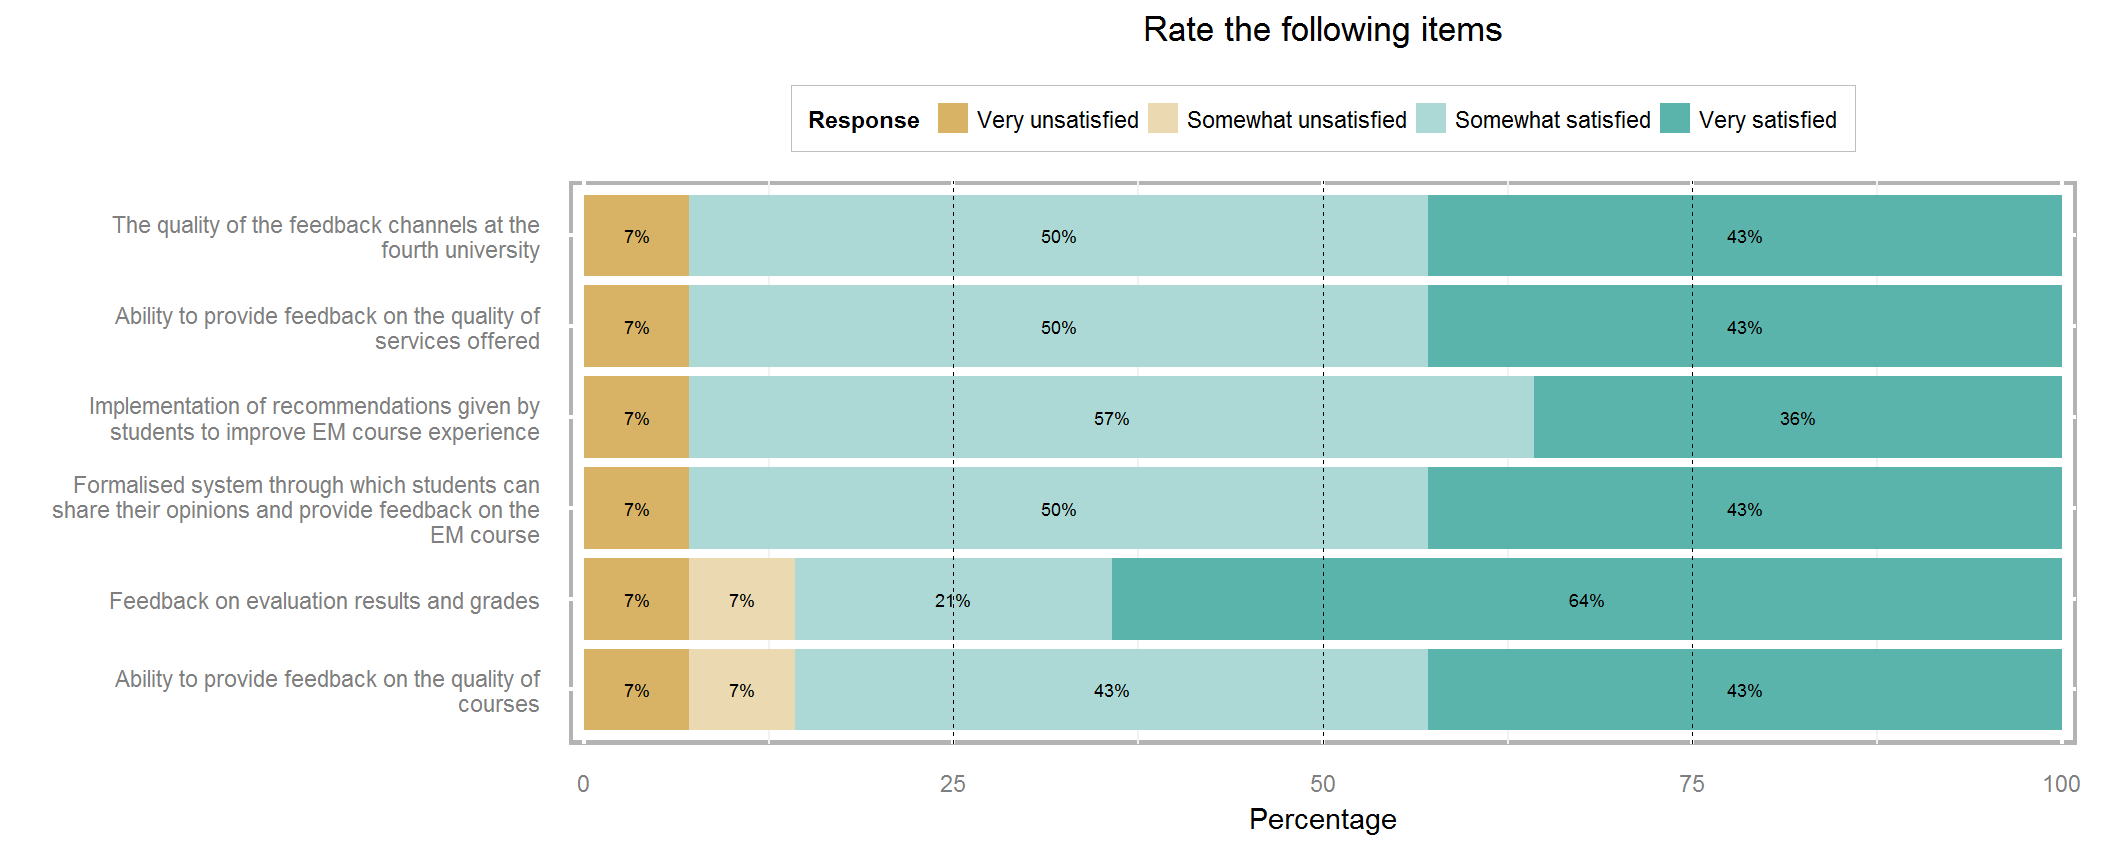 Rate the following items
Response Very unsatisfied Somewhat unsatisfied Somewhat satisfied Very satisfied
The quality of the feedback channels at the
fourth university
7% 50% 43%
Ability to provide feedback on the quality of
services offered
7% 50% 43%
Implementation of recommendations given by
students to improve EM course experience
7% 57% 36%
Formalised system through which students can
share their opinions and provide feedback on the
EM course
7% 50% 43%
Feedback on evaluation results and grades
7% 7% 21% 64%
Ability to provide feedback on the quality of
courses
7% 7% 43% 43%
0 25 50 75 100
Percentage